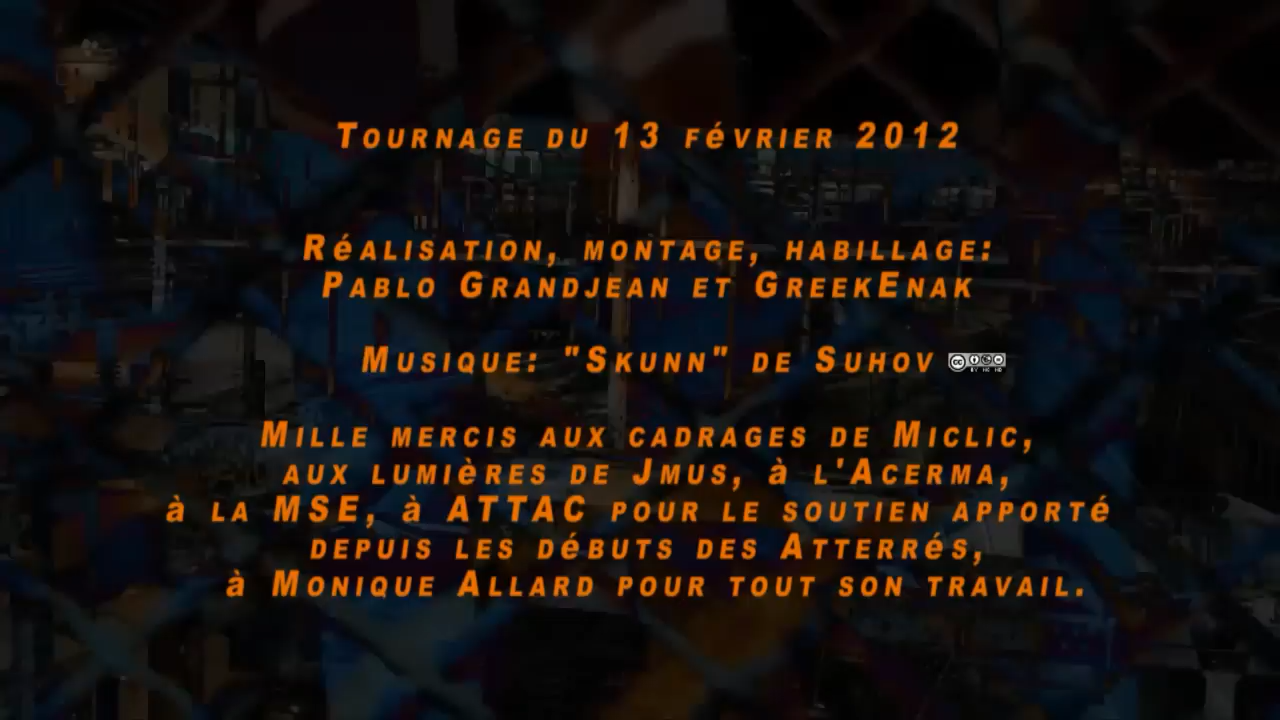 Tournage du 13 février 2012
Réalisation, montage, habillage:
Pablo Grandjean et GreekEnak
Musique: "Skunn" de Suhov
Mille mercis aux cadrages de Miclic,
aux lumières de Jmus, à l'Acerma,
à la MSE, à ATTAC pour le soutien apporté
depuis les débuts des Atterrés,
à Monique Allard pour tout son travail.